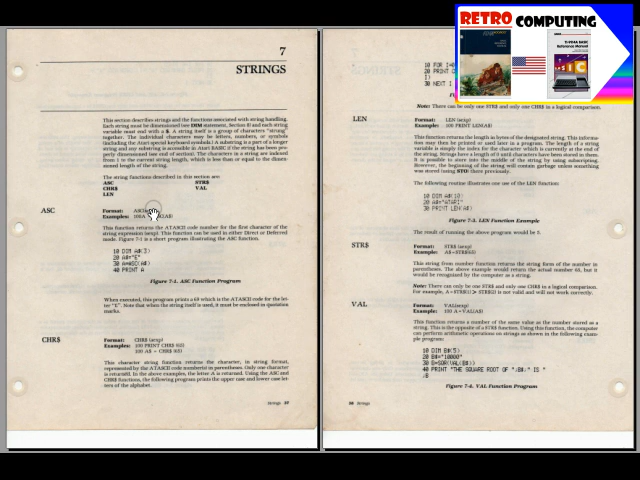 7
STRINGS
This section describes strings and the functions associated with string handling.
Each string must be dimensioned (see DIM statement, Section 8) and each string
variable must end with a $. A string itself is a group of characters "strung"
together. The individual characters may be letters, numbers, or symbols
(including the Atari special keyboard symbols.) A substring is a part of a longer
string and any substring is accessible in Atari BASIC if the string has been pro-
perly dimensioned (see end of section). The characters in a string are indexed
from 1 to the current string length, which is less than or equal to the dimen-
sioned length of the string.
The string functions described in this section are:
ASC STR$
CHR$ VAL
LEN
ASC Format:
Examples:
This function returns the ATASCII code number for the first character of the
string expression (sexp). This function can be used in either Direct or Deferred
mode. Figure 7-1 is a short program illustrating the ASC function.
10 DIM A$(3)
20 A$="E"
30 A=ASC(A$)
40 PRINT A
Figure 7-1. ASC Function Program
When executed, this program prints a 69 which is the ATASCII code for the let-
ter "E". Note that when the string itself is used, it must be enclosed in quotation
marks.
CHR$ Format: CHR$ (aexp)
Examples: 100 PRINT CHR$ (65)
100 A$ = CHR$ (65)
This character string function returns the character, in string format,
represented by the ATASCII code number(s) in parentheses. Only one character
is returned. In the above examples, the letter A is returned. Using the ASC and
CHR$ functions, the following program prints the upper case and lower case let-
ters of the alphabet.
Strings 37
RETRO COMPUTING
TI-99/4A BASIC
Reference Manual
10 FOR I=0
20 PRINT C
30 NEXT I
Note: There can be only one STR$ and only one CHR$ in a logical comparison.
LEN Format: LEN (sexp)
Example: 100 PRINT LEN(A$)
This function returns the length in bytes of the designated string. This informa-
tion may then be printed or used later in a program. The length of a string
variable is simply the index for the character which is currently at the end of
the string. Strings have a length of 0 until characters have been stored in them.
It is possible to store into the middle of the string by using subscripting.
However, the beginning of the string will contain garbage unless something
was stored there previously.
The following routine illustrates one use of the LEN function:
10 DIM A$(10)
20 A$="ATARI"
30 PRINT LEN(A$)
Figure 7-3. LEN Function Example
The result of running the above program would be 5.
STR$ Format: STR$ (aexp)
Example: A$=STR$(65)
This string from number function returns the string form of the number in
parentheses. The above example would return the actual number 65, but it
would be recognized by the computer as a string.
Note: There can only be one STR$ and only one CHR$ in a logical comparison.
For example, A=STR$(1) > STR$(2) is not valid and will not work correctly.
VAL Format: VAL(sexp)
Example: 100 A=VAL(A$)
This function returns a number of the same value as the number stored as a
string. This is the opposite of a STR$ function. Using this function, the computer
can perform arithmetic operations on strings as shown in the following exam-
ple program:
10 DIM B$(5)
20 B$="10000"
30 B=SQR(VAL(B$))
40 PRINT "THE SQUARE ROOT OF ";B$;" IS "
;B
Figure 7-4. VAL Function Program
38 Strings